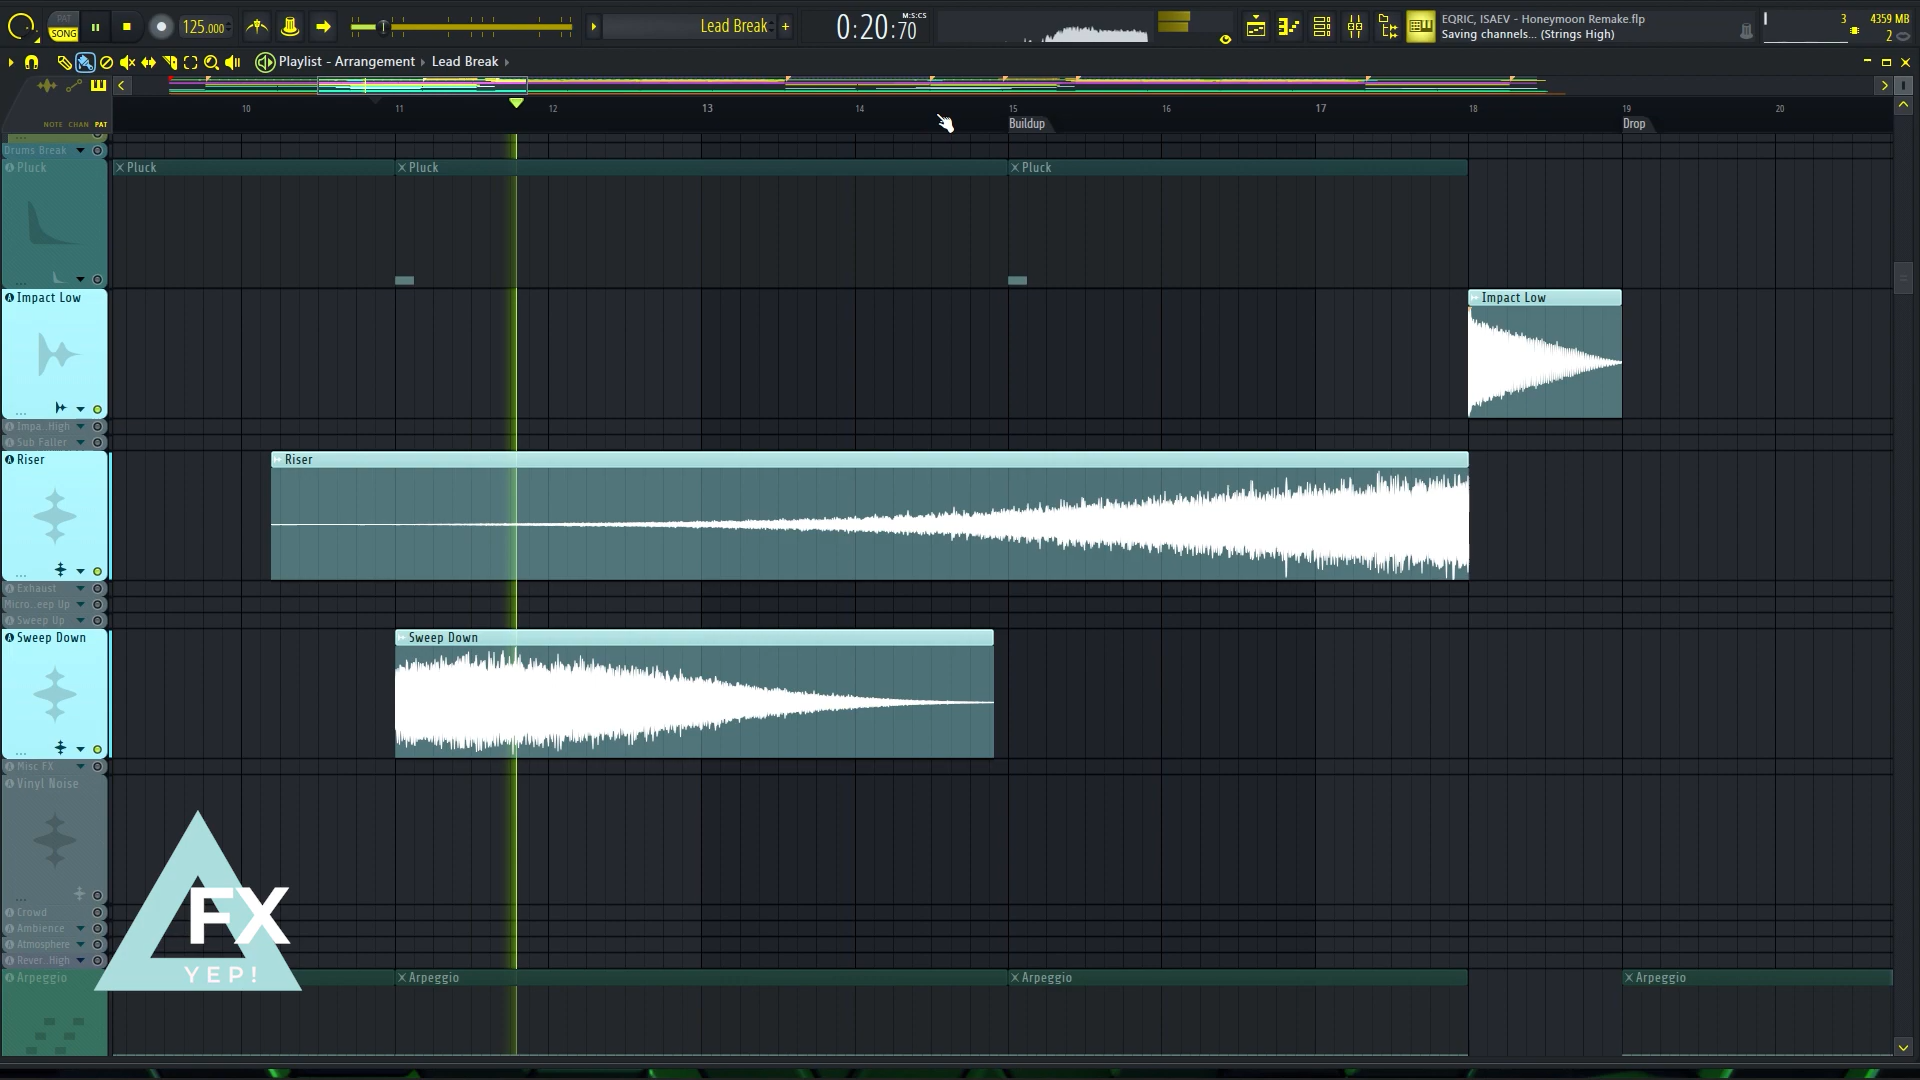 PAT
SONG
125.000
Lead Break
+
0:20:70
M:S:CS
EQRIC, ISAEV - Honeymoon Remake.flp
Saving channels... (Strings High)
3
4359 MB
2
Playlist - Arrangement › Lead Break ›
NOTE CHAN PAT
10 11 12 13 14 15 16 17 18 19 20
Buildup
Drop
Drums Break
Pluck
Pluck
Pluck
Pluck
Impact Low
Impact Low
Impa..High
Sub Faller
Riser
Riser
Exhaust
Micro..eep Up
Sweep Up
Sweep Down
Sweep Down
Misc FX
Vinyl Noise
Crowd
Ambience
Atmosphere
Rever..High
Arpeggio
Arpeggio
Arpeggio
Arpeggio
FX
YEP!